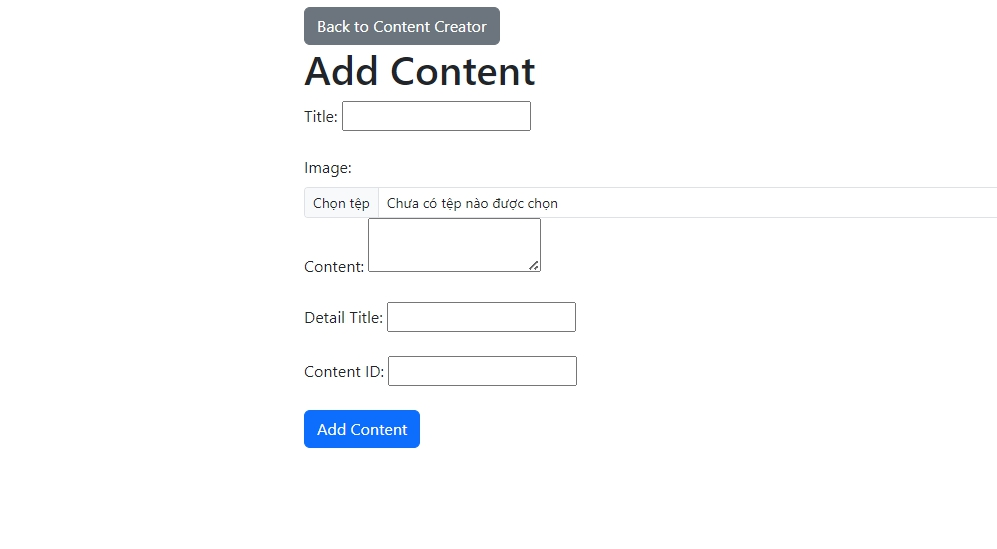 Back to Content Creator
Add Content
Title:
Image:
Chọn tệp Chưa có tệp nào được chọn
Content:
Detail Title:
Content ID:
Add Content